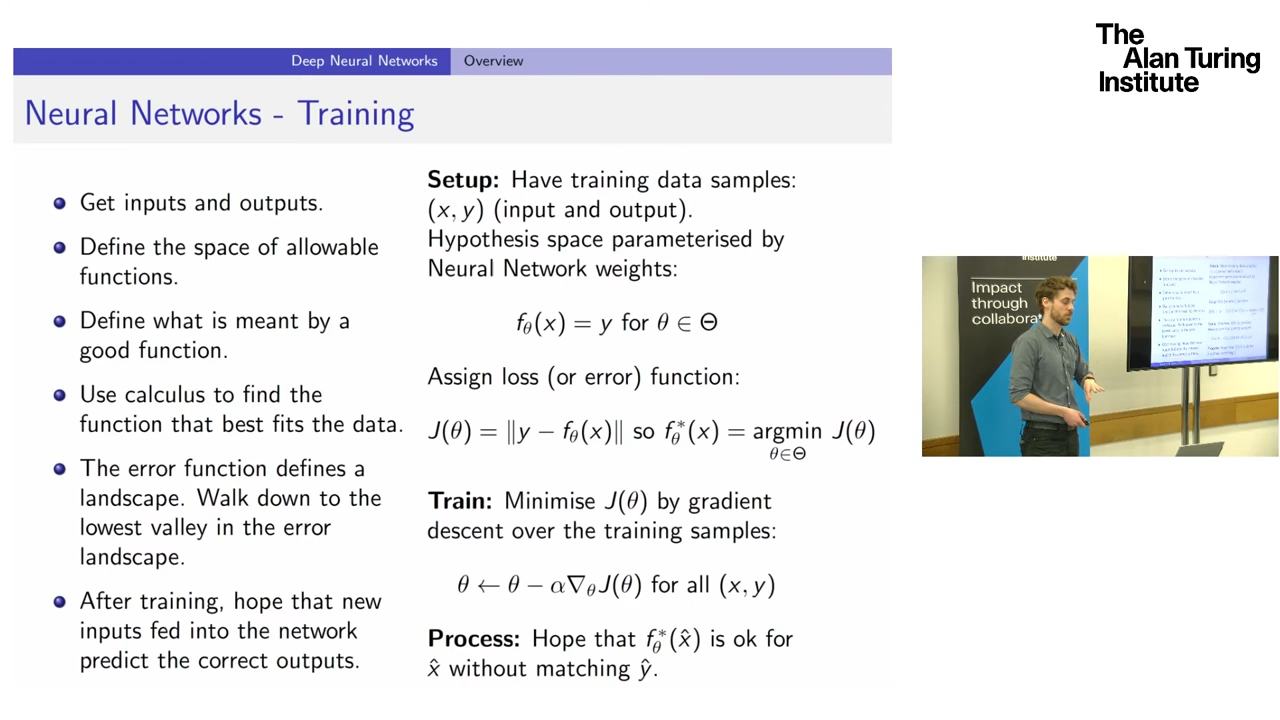 The
Alan Turing
Institute
Deep Neural Networks
Overview
Neural Networks - Training
Get inputs and outputs.
Define the space of allowable
functions.
Define what is meant by a
good function.
Use calculus to find the
function that best fits the data.
The error function defines a
landscape. Walk down to the
lowest valley in the error
landscape.
After training, hope that new
inputs fed into the network
predict the correct outputs.
Setup: Have training data samples:
(x, y) (input and output).
Hypothesis space parameterised by
Neural Network weights:
f_θ(x) = y for θ ∈ Θ
Assign loss (or error) function:
J(θ) = ‖y − f_θ(x)‖ so f*_θ(x) = argmin J(θ)
θ∈Θ
Train: Minimise J(θ) by gradient
descent over the training samples:
θ ← θ − α∇_θJ(θ) for all (x, y)
Process: Hope that f*_θ(x̂) is ok for
x̂ without matching ŷ.
Institute
Impact
through
collabora